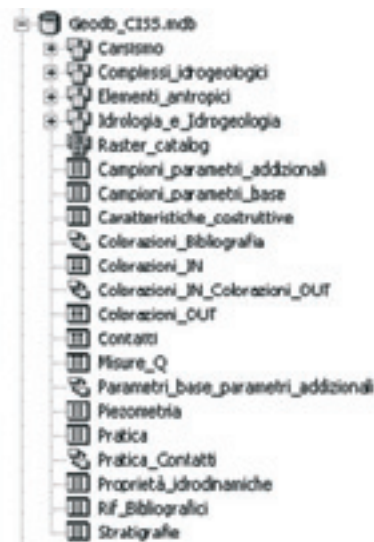 Geodb_CISS.mdb
Carsismo
Complessi_idrogeologici
Elementi_antropici
Idrologia_e_Idrogeologia
Raster_catalog
Campioni_parametri_addizionali
Campioni_parametri_base
Caratteristiche_costruttive
Colorazioni_Bibliografia
Colorazioni_IN
Colorazioni_IN_Colorazioni_OUT
Colorazioni_OUT
Contatti
Misure_Q
Parametri_base_parametri_addizionali
Piezometria
Pratica
Pratica_Contatti
Proprietà_idrodinamiche
Rif_Bibliografici
Stratigrafie